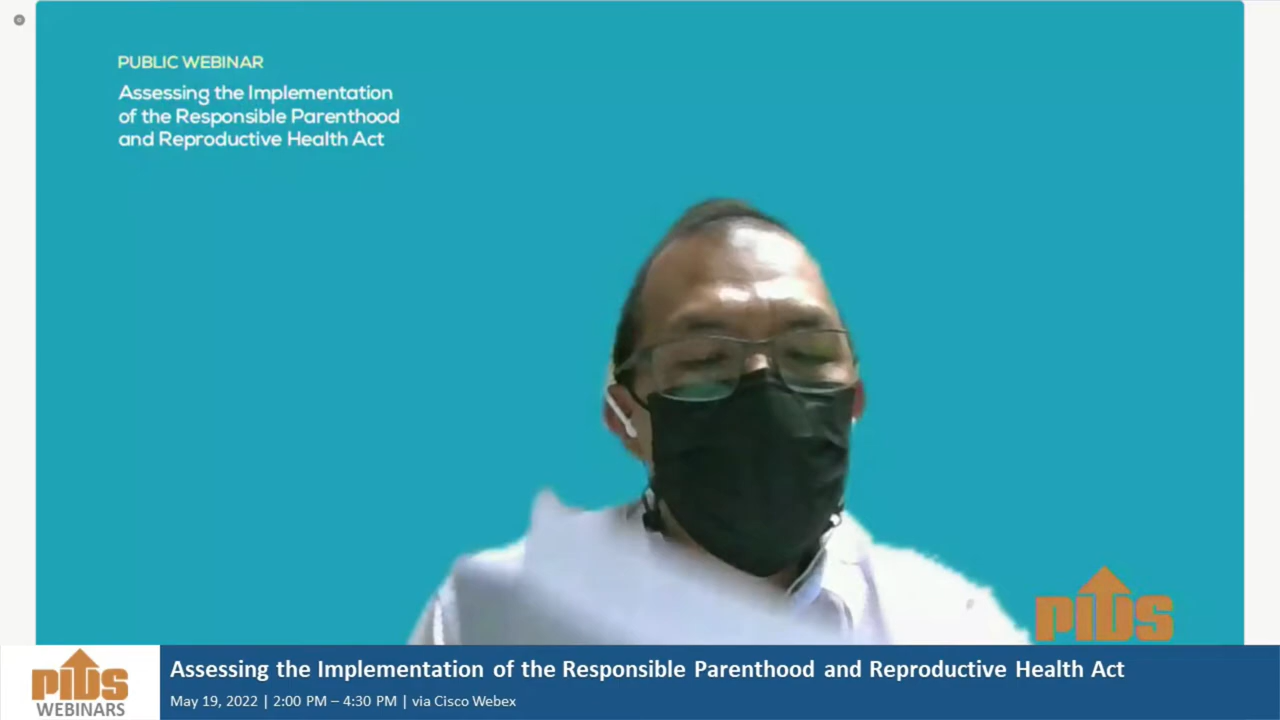 PUBLIC WEBINAR
Assessing the Implementation
of the Responsible Parenthood
and Reproductive Health Act
PIDS
PIDS
WEBINARS
Assessing the Implementation of the Responsible Parenthood and Reproductive Health Act
May 19, 2022 | 2:00 PM – 4:30 PM | via Cisco Webex